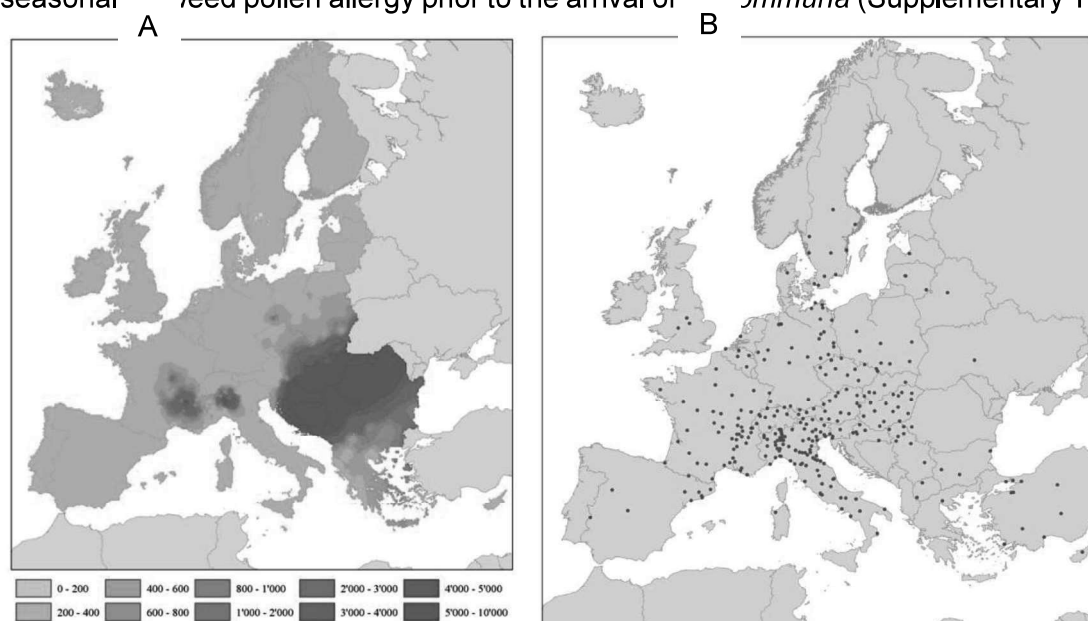 seasonal pollen allergy prior to the arrival of (Supplementary
A B
0 - 200 400 - 600 800 - 1'000 2'000 - 3'000 4'000 - 5'000
200 - 400 600 - 800 1'000 - 2'000 3'000 - 4'000 5'000 - 10'000